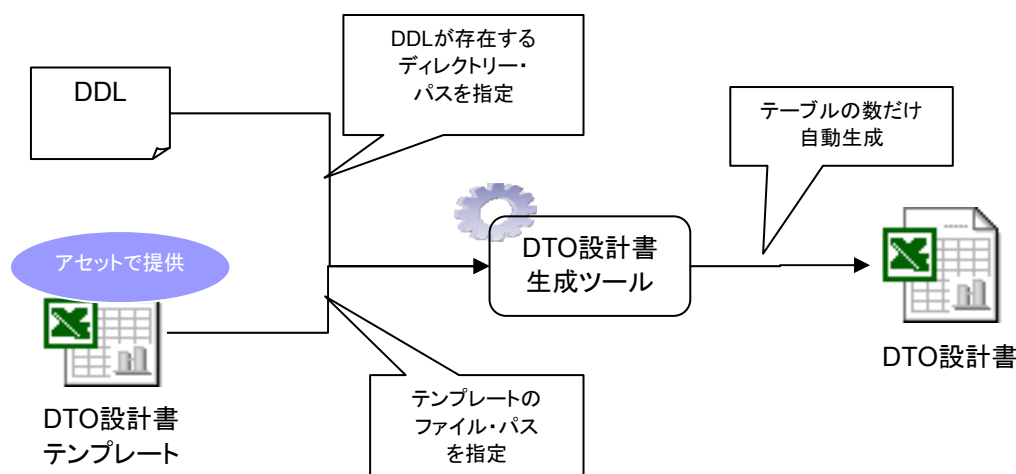 DDLが存在する
ディレクトリー・
パスを指定
DDL
テーブルの数だけ
自動生成
アセットで提供
DTO設計書
生成ツール
DTO設計書
DTO設計書
テンプレート
テンプレートの
ファイル・パス
を指定